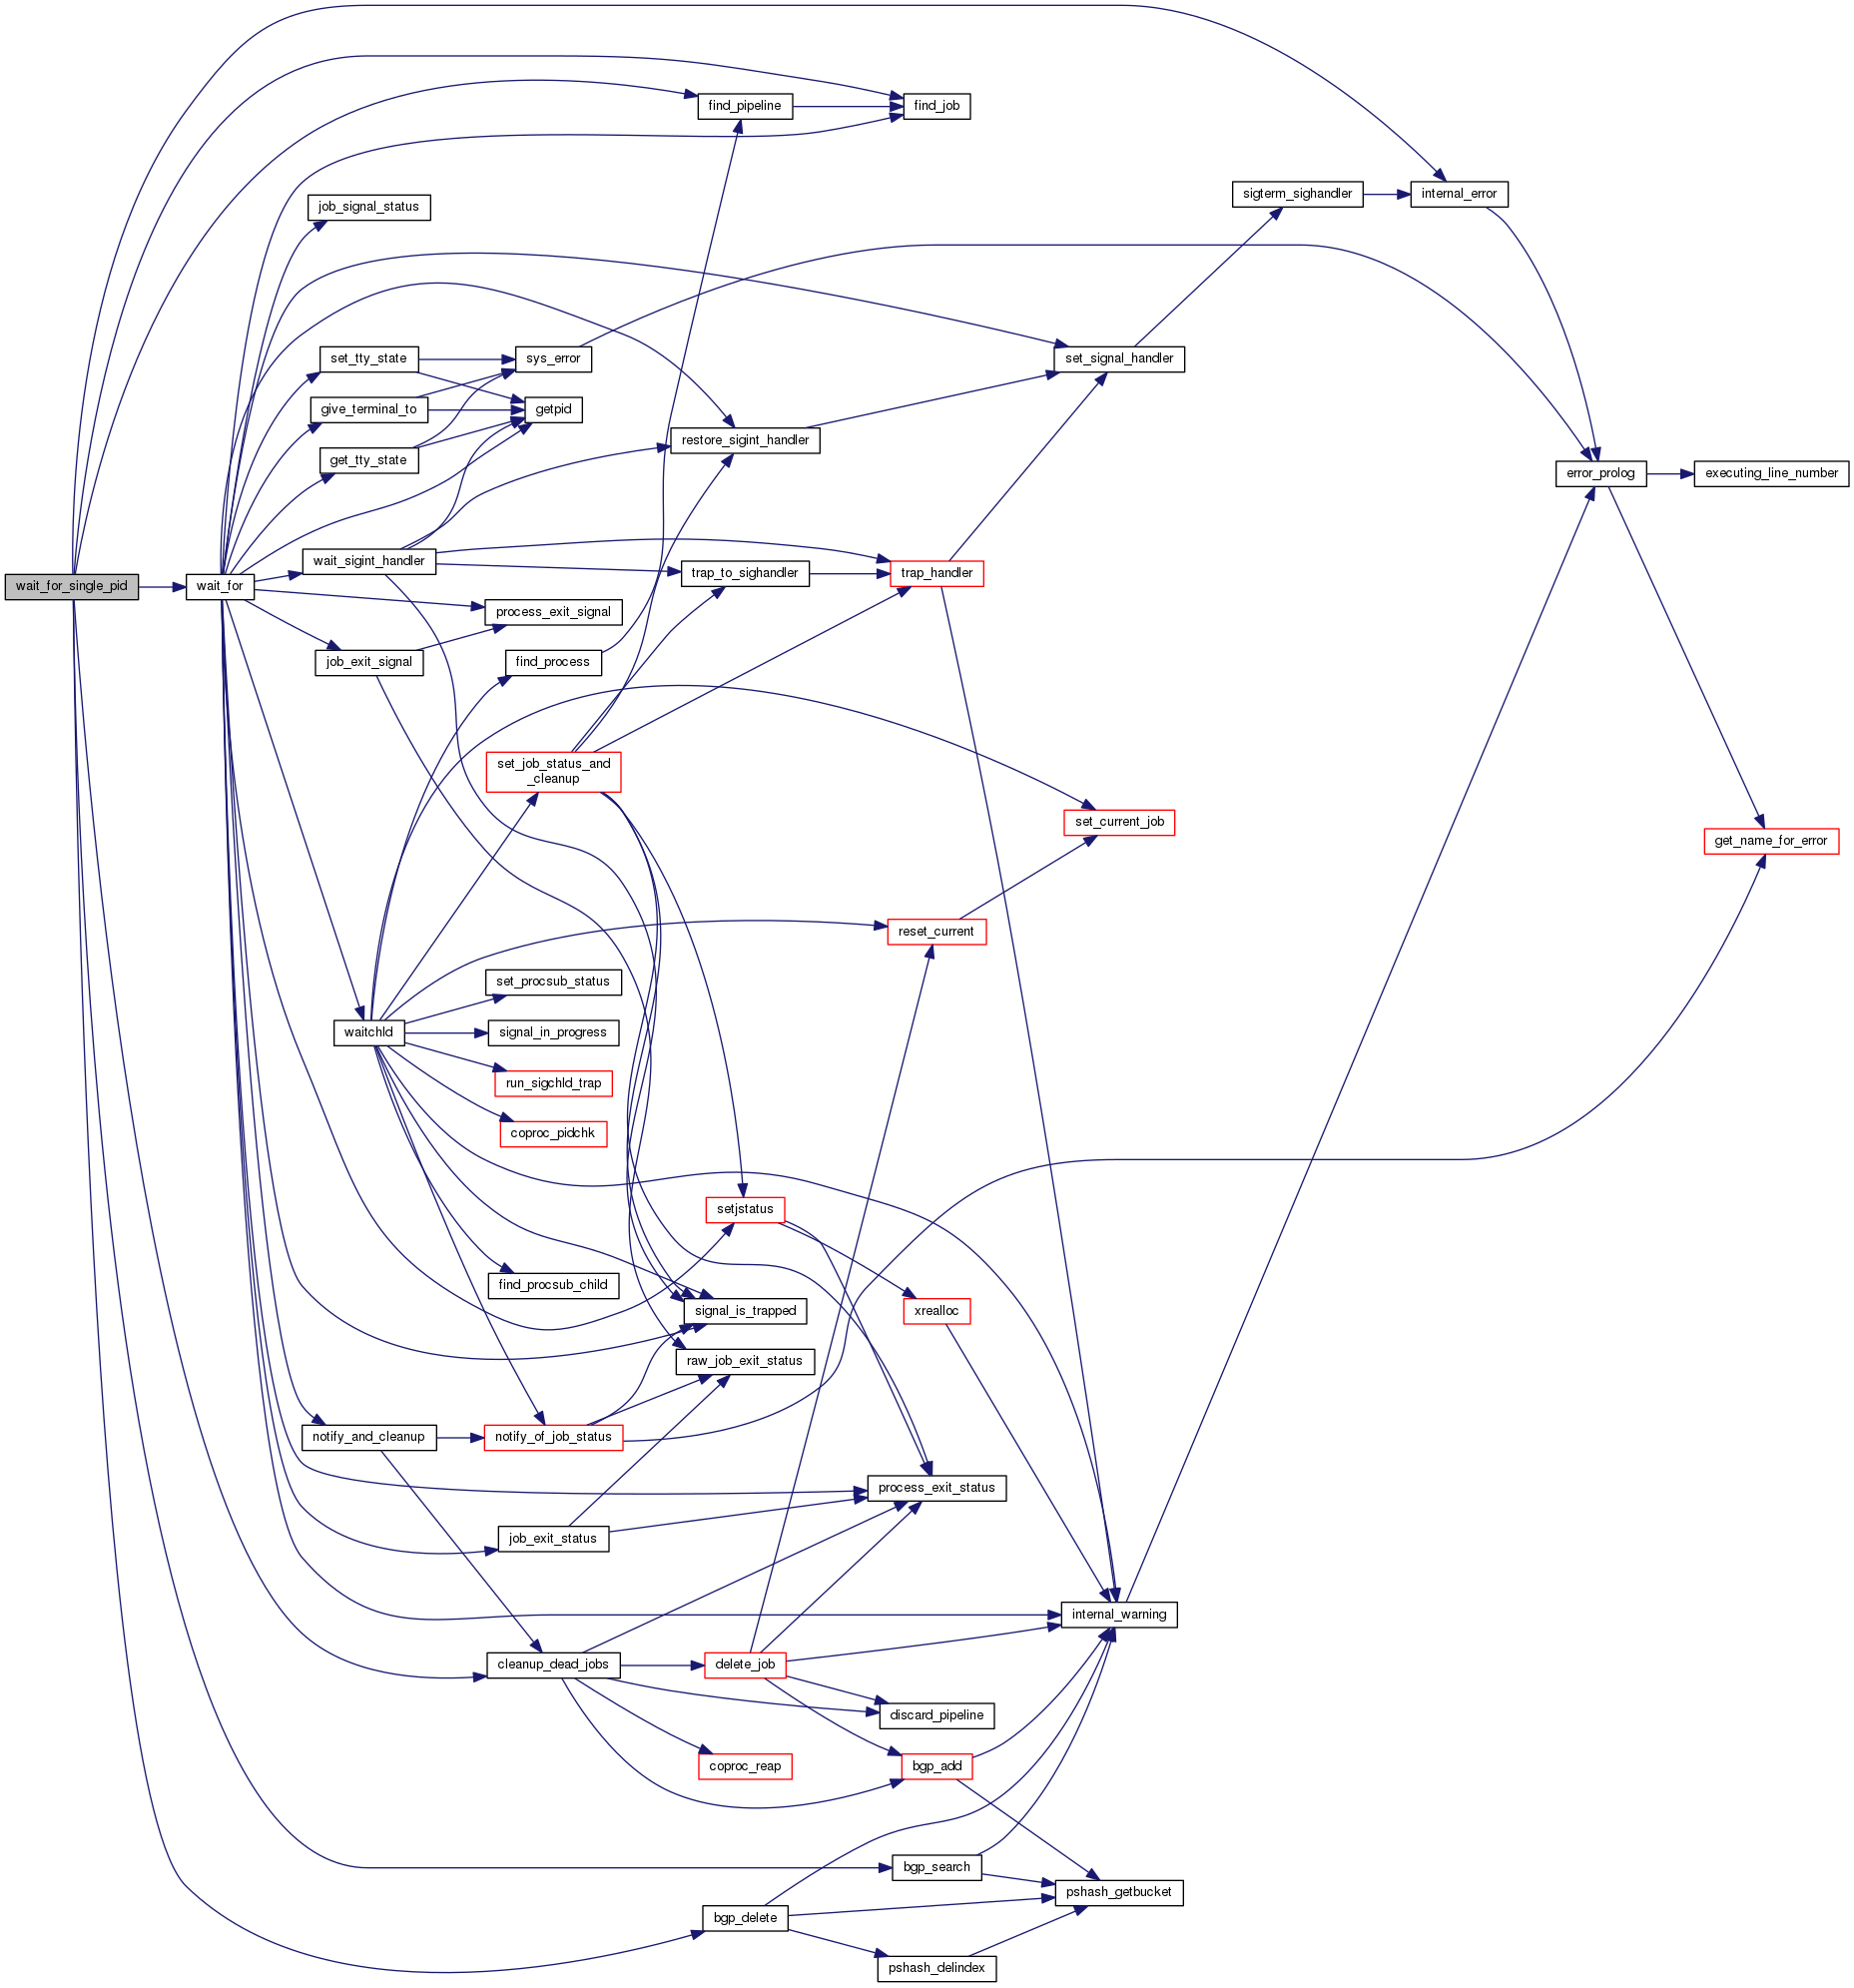 find_pipeline
find_job
sigterm_sighandler
internal_error
job_signal_status
set_tty_state
sys_error
set_signal_handler
give_terminal_to
getpid
get_tty_state
restore_sigint_handler
error_prolog
executing_line_number
wait_for_single_pid
wait_for
wait_sigint_handler
trap_to_sighandler
trap_handler
process_exit_signal
job_exit_signal
find_process
set_job_status_and
_cleanup
set_current_job
get_name_for_error
reset_current
set_procsub_status
waitchld
signal_in_progress
run_sigchld_trap
coproc_pidchk
setjstatus
find_procsub_child
signal_is_trapped
xrealloc
raw_job_exit_status
notify_and_cleanup
notify_of_job_status
process_exit_status
job_exit_status
internal_warning
cleanup_dead_jobs
delete_job
discard_pipeline
coproc_reap
bgp_add
bgp_search
pshash_getbucket
bgp_delete
pshash_delindex